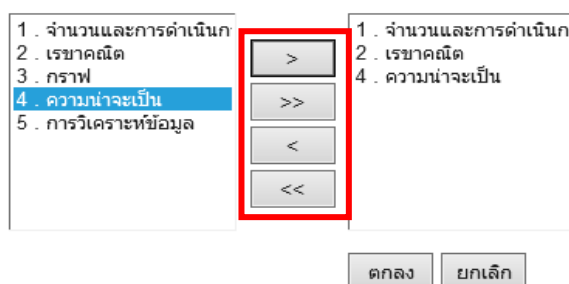 1 . จำนวนและการดำเนินก
2 . เรขาคณิต
3 . กราฟ
4 . ความน่าจะเป็น
5 . การวิเคราะห์ข้อมูล
>
>>
<
<<
1 . จำนวนและการดำเนินก
2 . เรขาคณิต
4 . ความน่าจะเป็น
ตกลง ยกเลิก